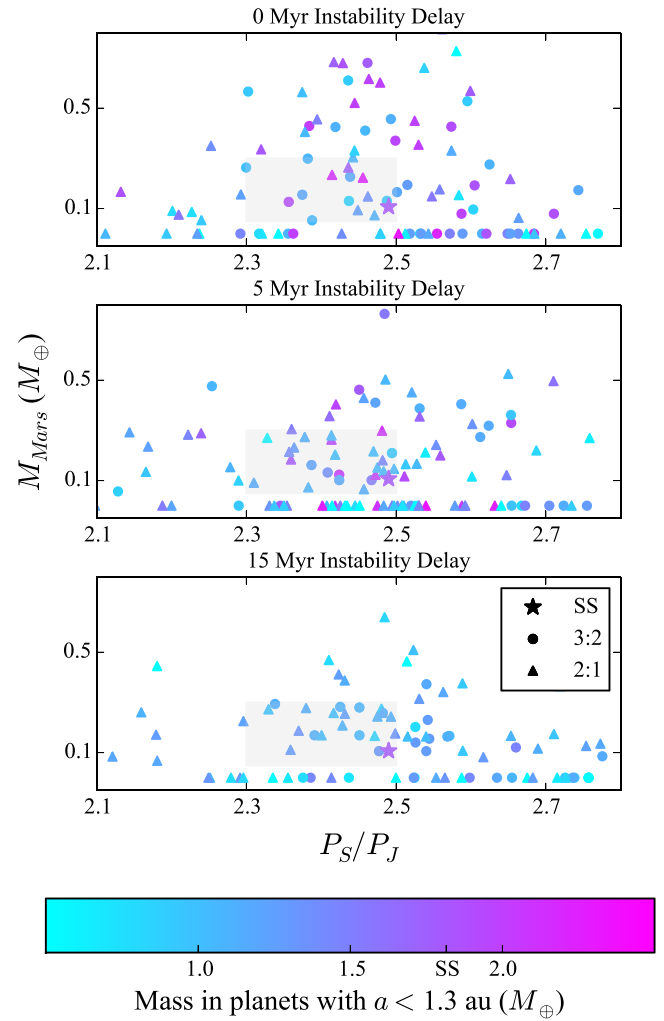 0 Myr Instability Delay
0.5
0.1
2.1 2.3 2.5 2.7
5 Myr Instability Delay
M_Mars (M_⊕)
0.5
0.1
2.1 2.3 2.5 2.7
15 Myr Instability Delay
SS
3:2
2:1
0.5
0.1
2.1 2.3 2.5 2.7
P_S/P_J
1.0 1.5 SS 2.0
Mass in planets with a < 1.3 au (M_⊕)